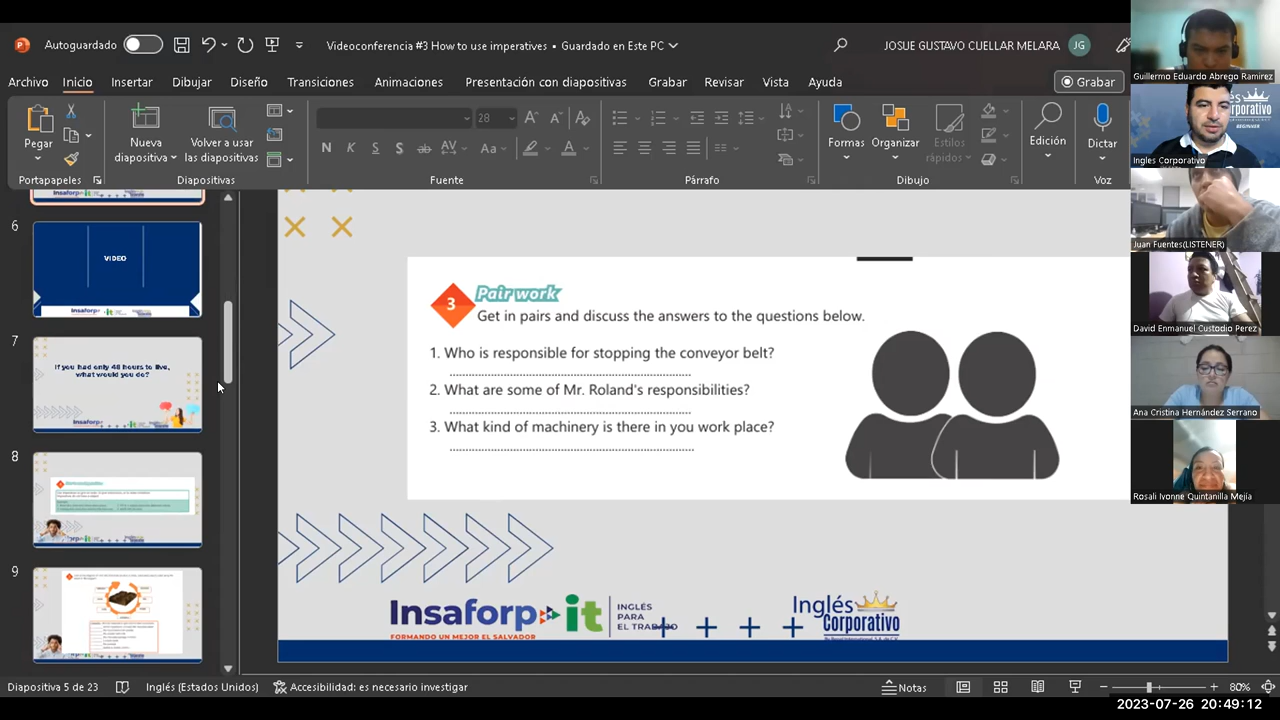 Autoguardado
Videoconferencia #3 How to use imperatives • Guardado en Este PC
JOSUE GUSTAVO CUELLAR MELARA
JG
Archivo Inicio Insertar Dibujar Diseño Transiciones Animaciones Presentación con diapositivas Grabar Revisar Vista Ayuda
Grabar
Pegar
Nueva diapositiva
Volver a usar las diapositivas
28
N K S S ab AV Aa A
Formas
Organizar
Estilos rápidos
Edición
Dictar
Portapapeles
Diapositivas
Fuente
Párrafo
Dibujo
Voz
6
VIDEO
7
If you had only 48 hours to live,
what would you do?
8
9
3
Pair work
Get in pairs and discuss the answers to the questions below.
1. Who is responsible for stopping the conveyor belt?
2. What are some of Mr. Roland's responsibilities?
3. What kind of machinery is there in you work place?
Insaforp it
INGLÉS
PARA
EL TRABAJO
FORMANDO UN MEJOR EL SALVADOR
Inglés
Corporativo
Guillermo Eduardo Abrego Ramirez
Ingles Corporativo
Juan Fuentes(LISTENER)
David Enmanuel Custodio Perez
Ana Cristina Hernández Serrano
Rosali Ivonne Quintanilla Mejía
Diapositiva 5 de 23
Inglés (Estados Unidos)
Accesibilidad: es necesario investigar
Notas
80%
2023-07-26 20:49:12